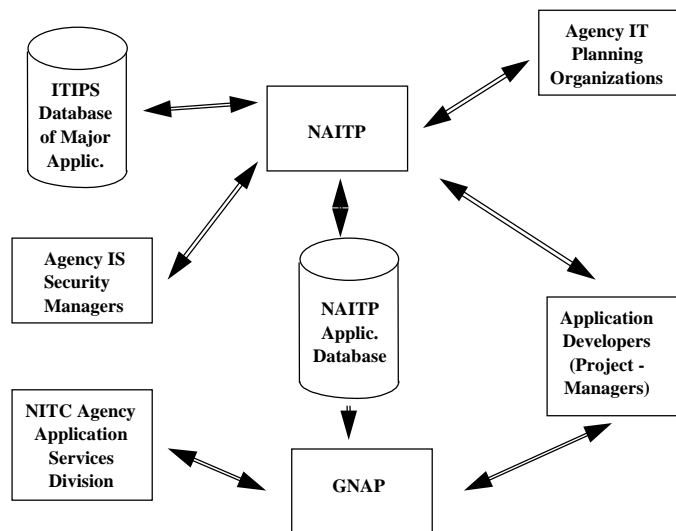 ITIPS
Database
of Major
Applic.
NAITP
Agency IT
Planning
Organizations
Agency IS
Security
Managers
NAITP
Applic.
Database
Application
Developers
(Project -
Managers)
NITC Agency
Application
Services
Division
GNAP